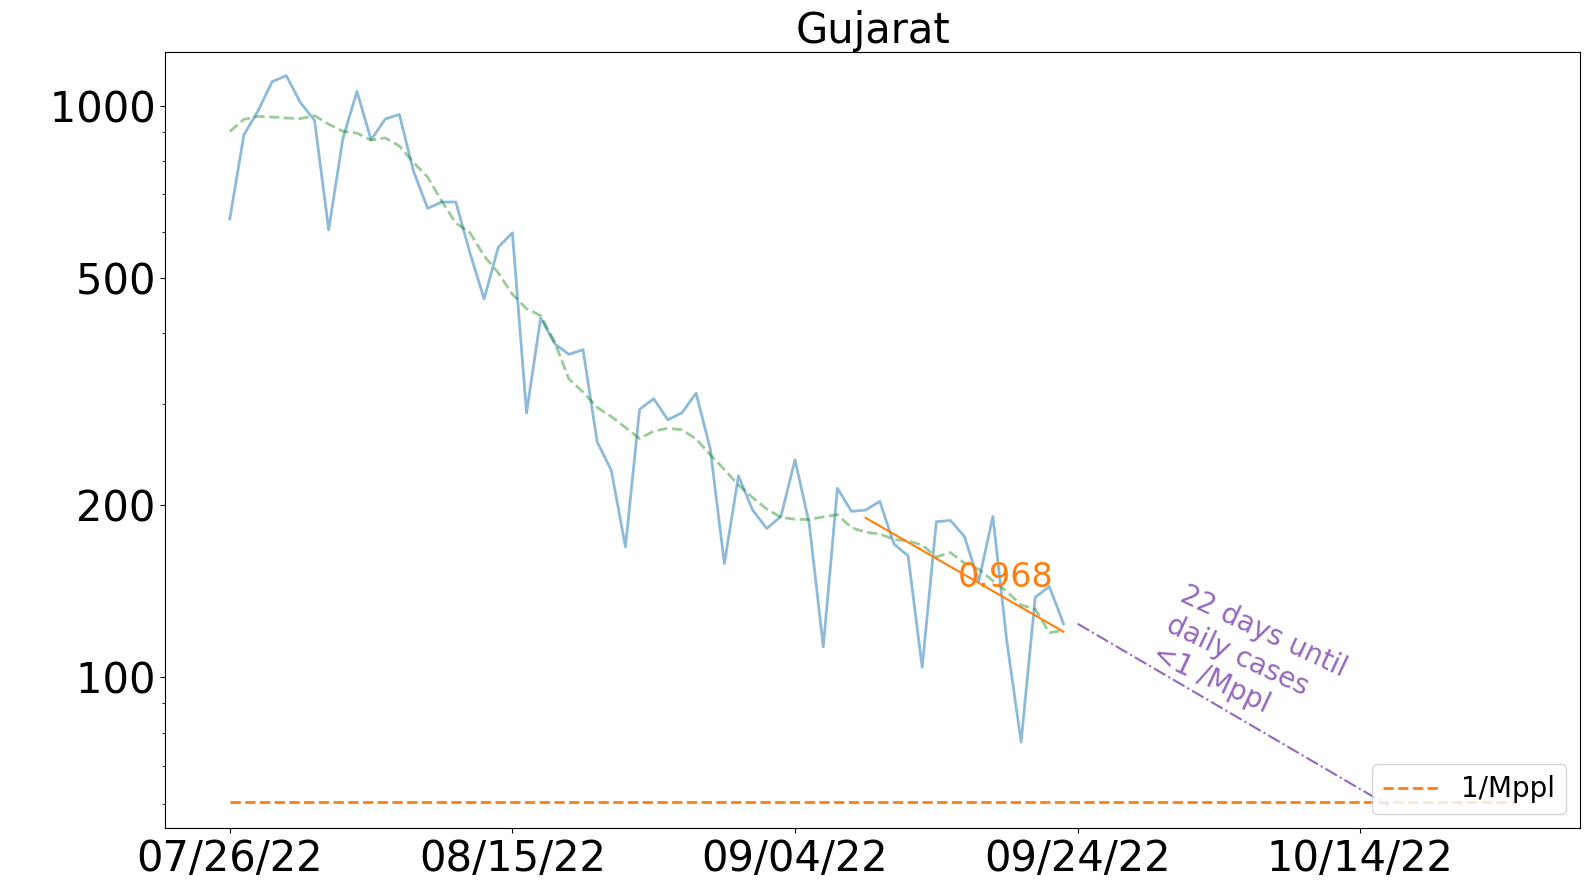 Gujarat
1000
500
200
100
0.968
22 days until
daily cases
<1 /Mppl
1/Mppl
07/26/22
08/15/22
09/04/22
09/24/22
10/14/22